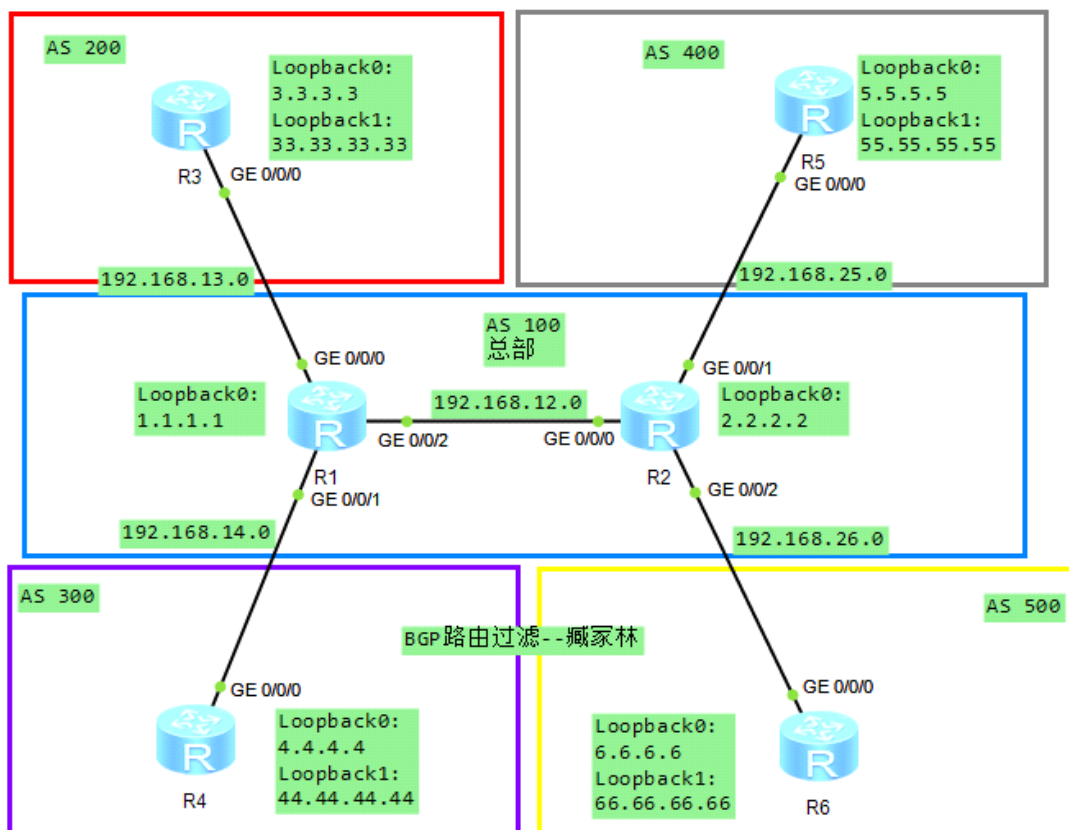 AS 200
Loopback0:
3.3.3.3
Loopback1:
33.33.33.33
R
R3
GE 0/0/0
192.168.13.0
AS 400
Loopback0:
5.5.5.5
Loopback1:
55.55.55.55
R
R5
GE 0/0/0
192.168.25.0
AS 100
总部
GE 0/0/0
Loopback0:
1.1.1.1
R
R1
GE 0/0/2
192.168.12.0
GE 0/0/0
GE 0/0/1
Loopback0:
2.2.2.2
R
R2
GE 0/0/1
192.168.14.0
GE 0/0/2
192.168.26.0
AS 300
BGP路由过滤--臧冢林
AS 500
GE 0/0/0
Loopback0:
4.4.4.4
Loopback1:
44.44.44.44
R
R4
GE 0/0/0
Loopback0:
6.6.6.6
Loopback1:
66.66.66.66
R
R6